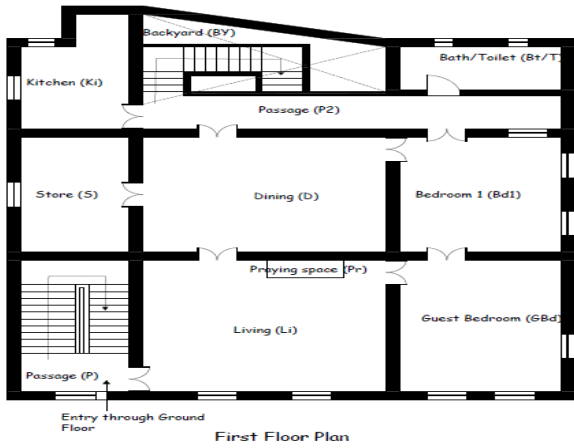 Backyard (BY)
Bath/Toilet (Bt/T)
Kitchen (Ki)
Passage (P2)
Store (S)
Dining (D)
Bedroom 1 (Bd1)
Praying space (Pr)
Living (Li)
Guest Bedroom (GBd)
Passage (P)
Entry through Ground
Floor
First Floor Plan